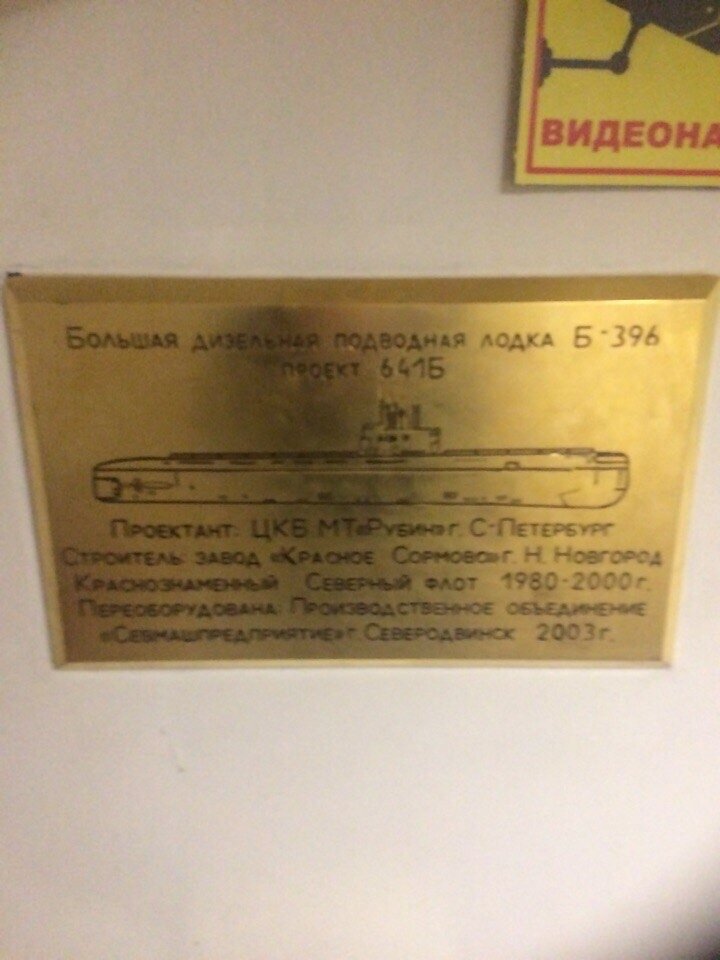 ВИДЕОНА
Большая дизельная подводная лодка Б-396
проект 641Б
Проектант: ЦКБ МТ«Рубин»г. С-Петербург
Строитель: завод «Красное Сормово»г. Н. Новгород
Краснознаменный Северный флот 1980-2000г.
Переоборудована: Производственное объединение
«Севмашпредприятие»г. Северодвинск 2003г.